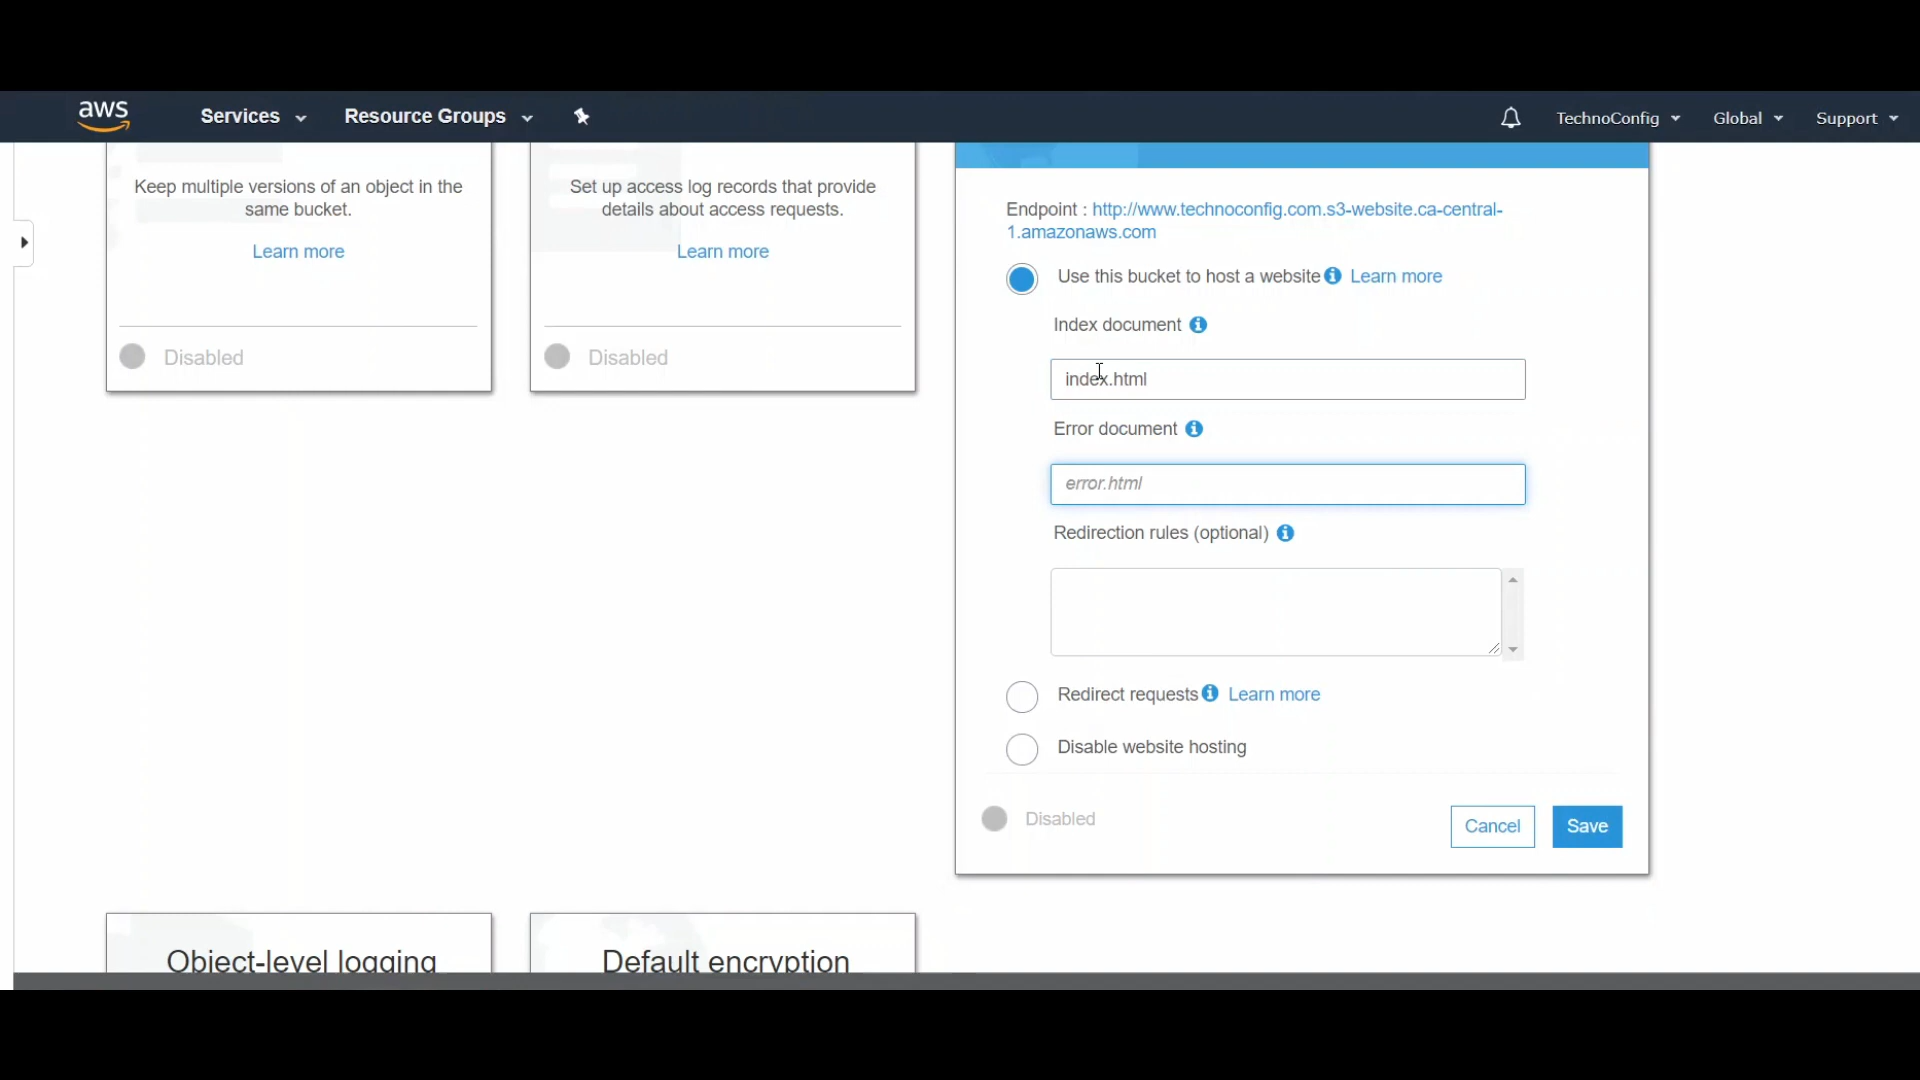 aws
Services
Resource Groups
TechnoConfig
Global
Support
Keep multiple versions of an object in the
same bucket.
Learn more
Disabled
Set up access log records that provide
details about access requests.
Learn more
Disabled
Endpoint : http://www.technoconfig.com.s3-website.ca-central-
1.amazonaws.com
Use this bucket to host a website Learn more
Index document
index.html
Error document
error.html
Redirection rules (optional)
Redirect requests Learn more
Disable website hosting
Disabled
Cancel
Save
Object-level logging
Default encryption